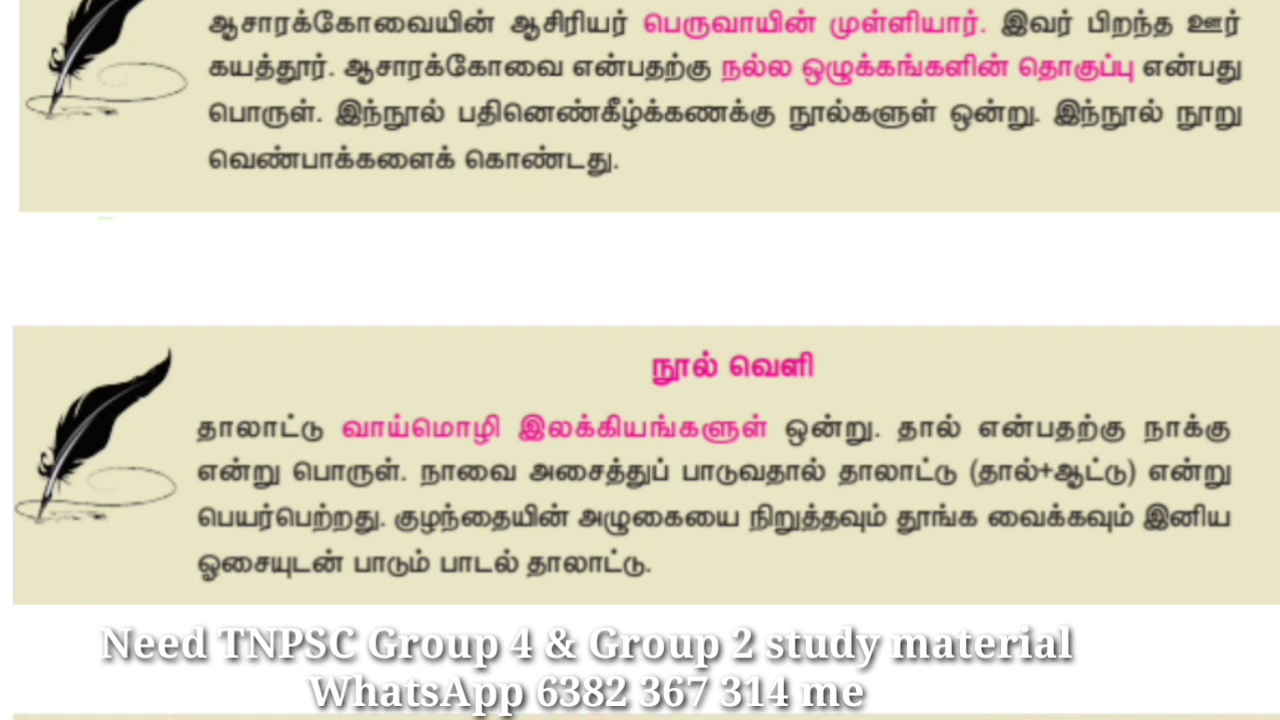 ஆசாரக்கோவையின் ஆசிரியர் பெருவாயின் முள்ளியார். இவர் பிறந்த ஊர்
கயத்தூர். ஆசாரக்கோவை என்பதற்கு நல்ல ஒழுக்கங்களின் தொகுப்பு என்பது
பொருள். இந்நூல் பதினெண்கீழ்க்கணக்கு நூல்களுள் ஒன்று. இந்நூல் நூறு
வெண்பாக்களைக் கொண்டது.
நூல் வெளி
தாலாட்டு வாய்மொழி இலக்கியங்களுள் ஒன்று. தால் என்பதற்கு நாக்கு
என்று பொருள். நாவை அசைத்துப் பாடுவதால் தாலாட்டு (தால்+ஆட்டு) என்று
பெயர்பெற்றது. குழந்தையின் அழுகையை நிறுத்தவும் தூங்க வைக்கவும் இனிய
ஓசையுடன் பாடும் பாடல் தாலாட்டு.
Need TNPSC Group 4 & Group 2 study material
WhatsApp 6382 367 314 me